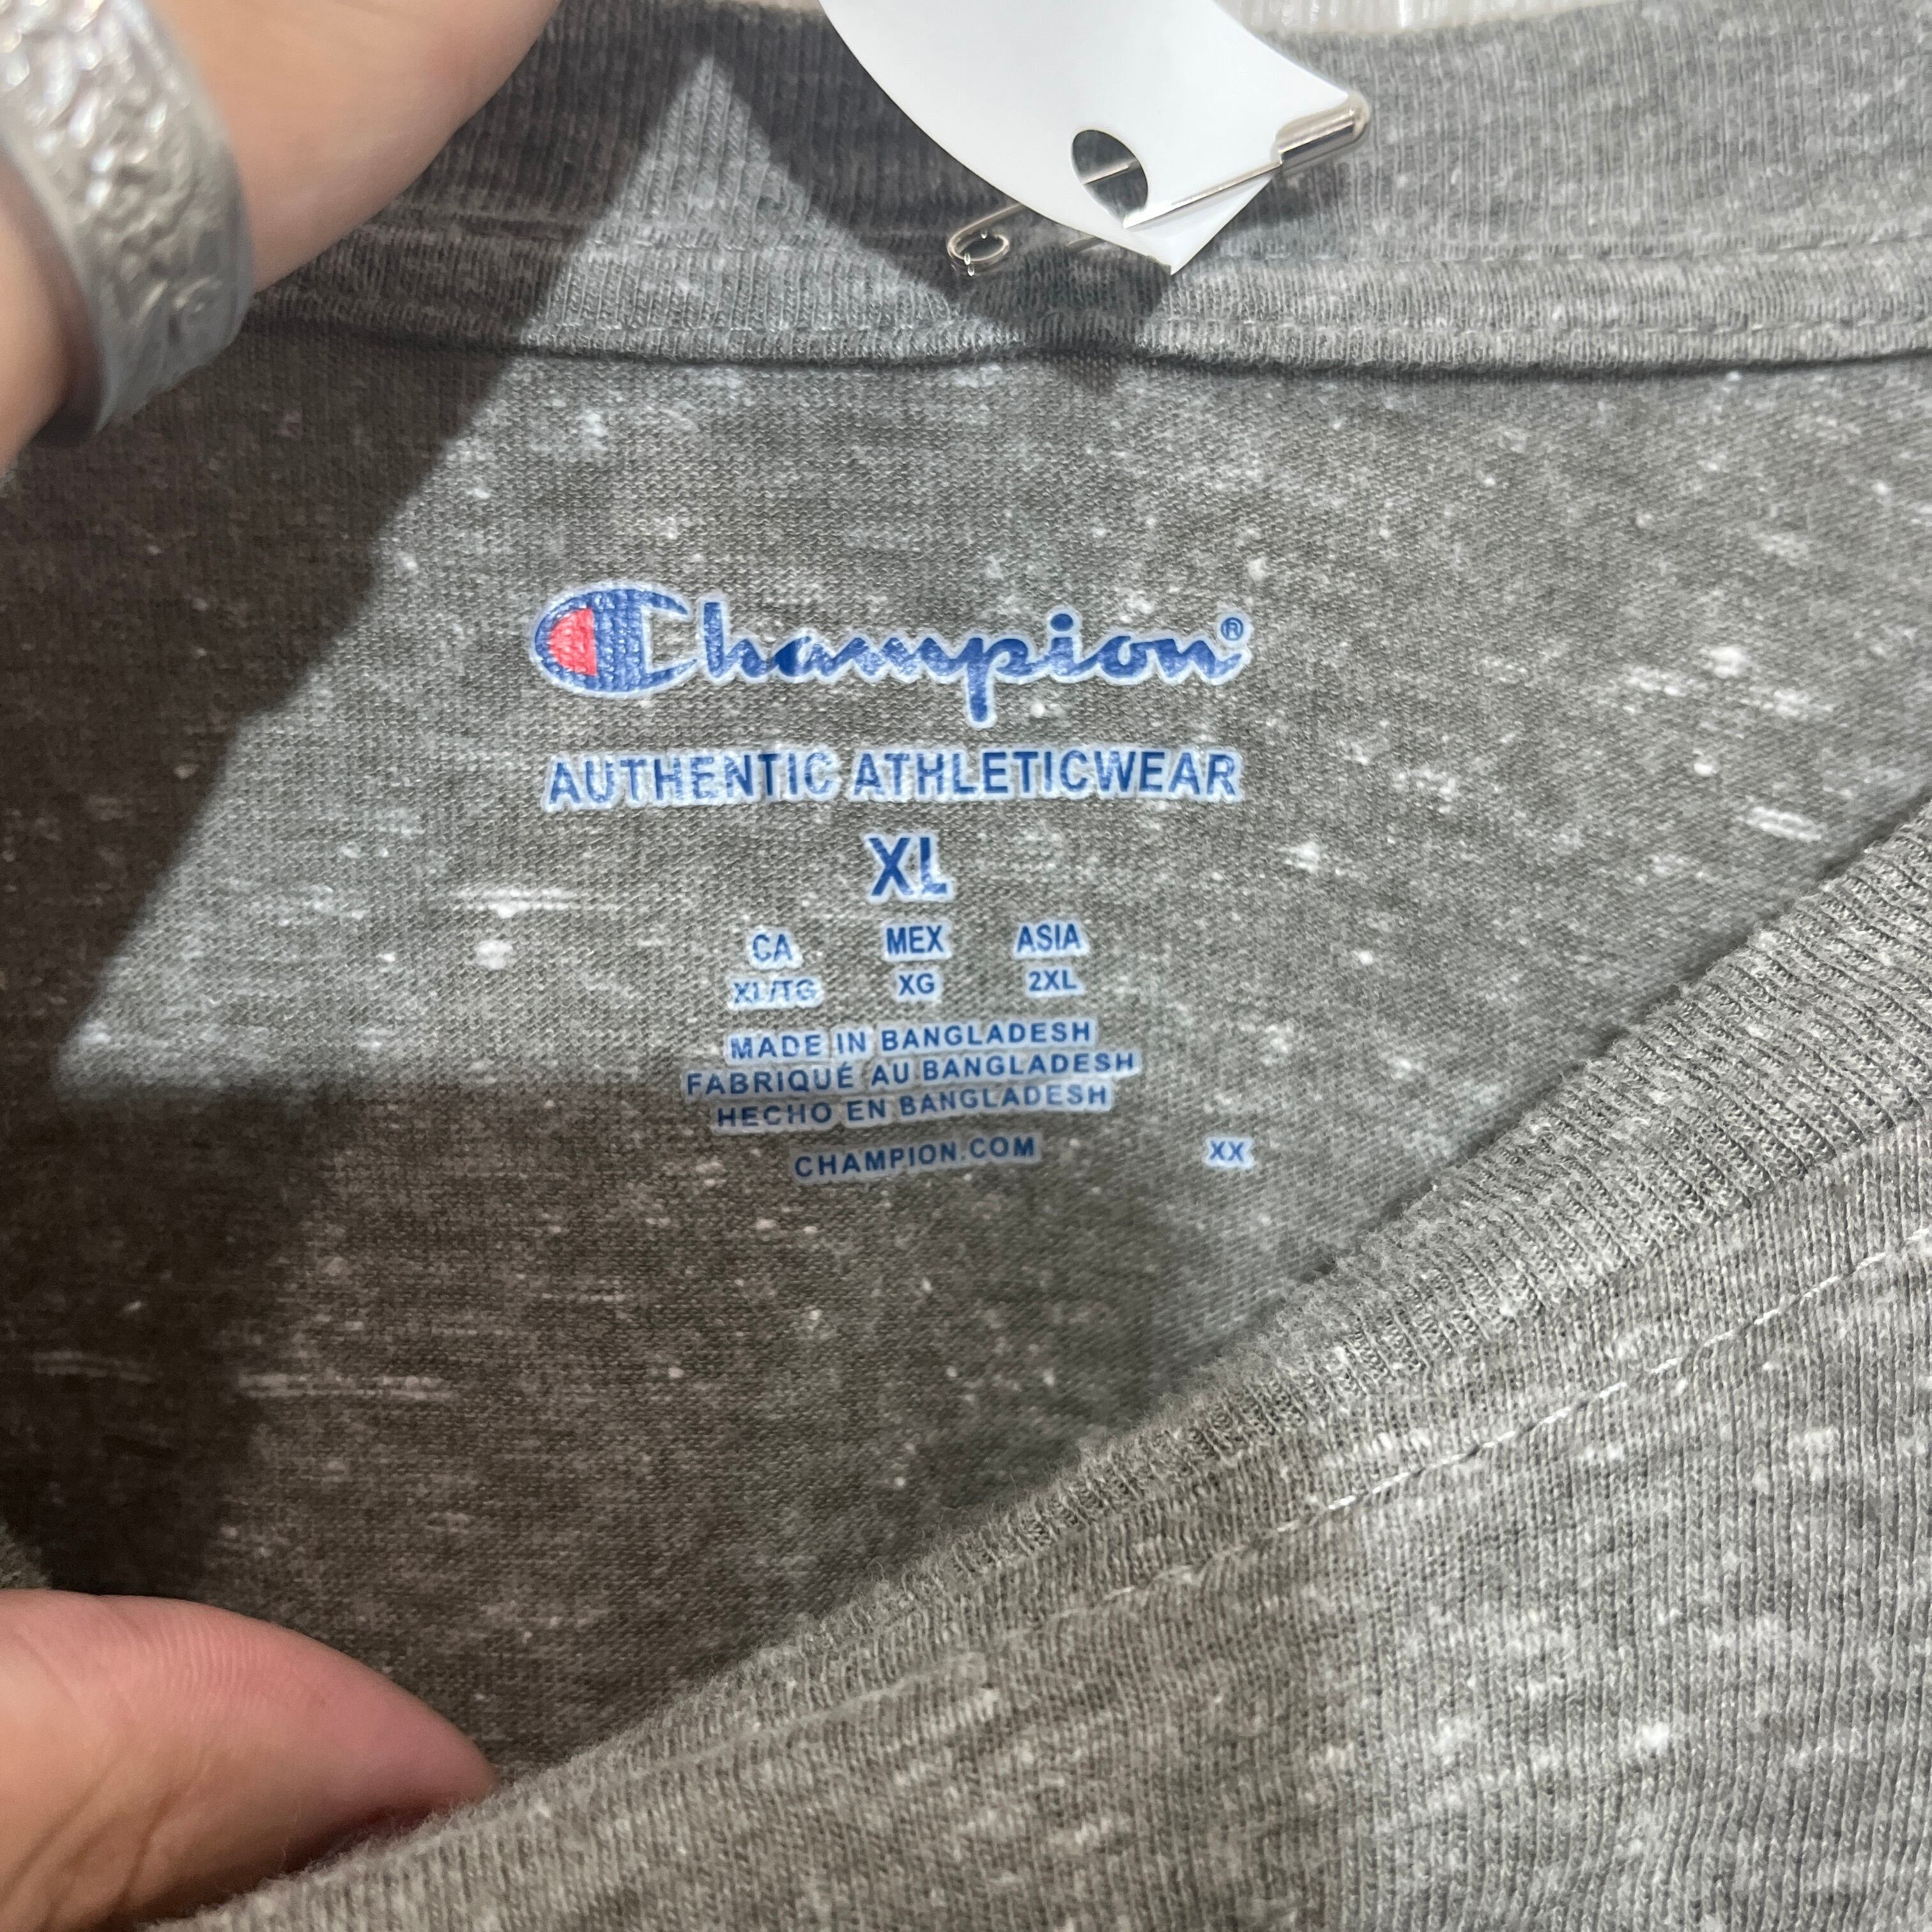 Champion®
AUTHENTIC ATHLETICWEAR
XL
CA MEX ASIA
XL/TG XG 2XL
MADE IN BANGLADESH
FABRIQUÉ AU BANGLADESH
HECHO EN BANGLADESH
CHAMPION.COM XX